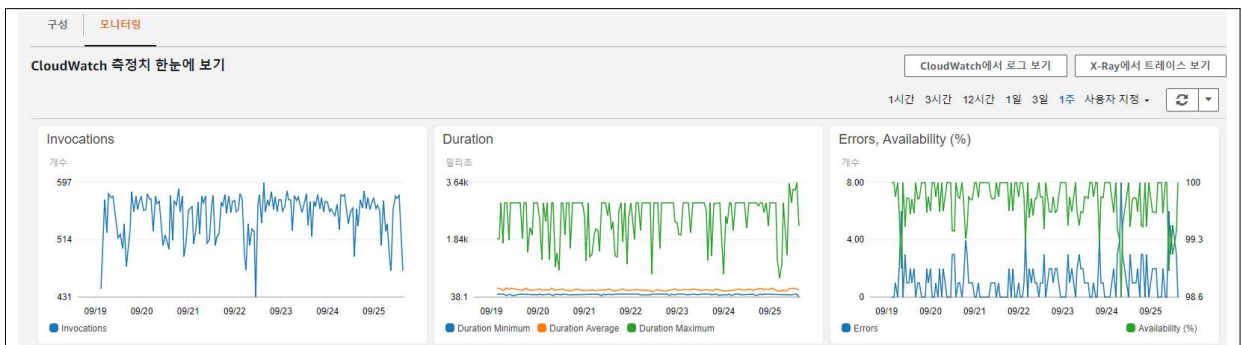 구성 모니터링
CloudWatch 측정치 한눈에 보기
CloudWatch에서 로그 보기 X-Ray에서 트레이스 보기
1시간 3시간 12시간 1일 3일 1주 사용자 지정
Invocations
개수
597
514
431
09/19 09/20 09/21 09/22 09/23 09/24 09/25
Invocations
Duration
밀리초
3.64k
1.84k
38.1
09/19 09/20 09/21 09/22 09/23 09/24 09/25
Duration Minimum Duration Average Duration Maximum
Errors, Availability (%)
개수
8.00 100
4.00 99.3
0 98.6
09/19 09/20 09/21 09/22 09/23 09/24 09/25
Errors Availability (%)